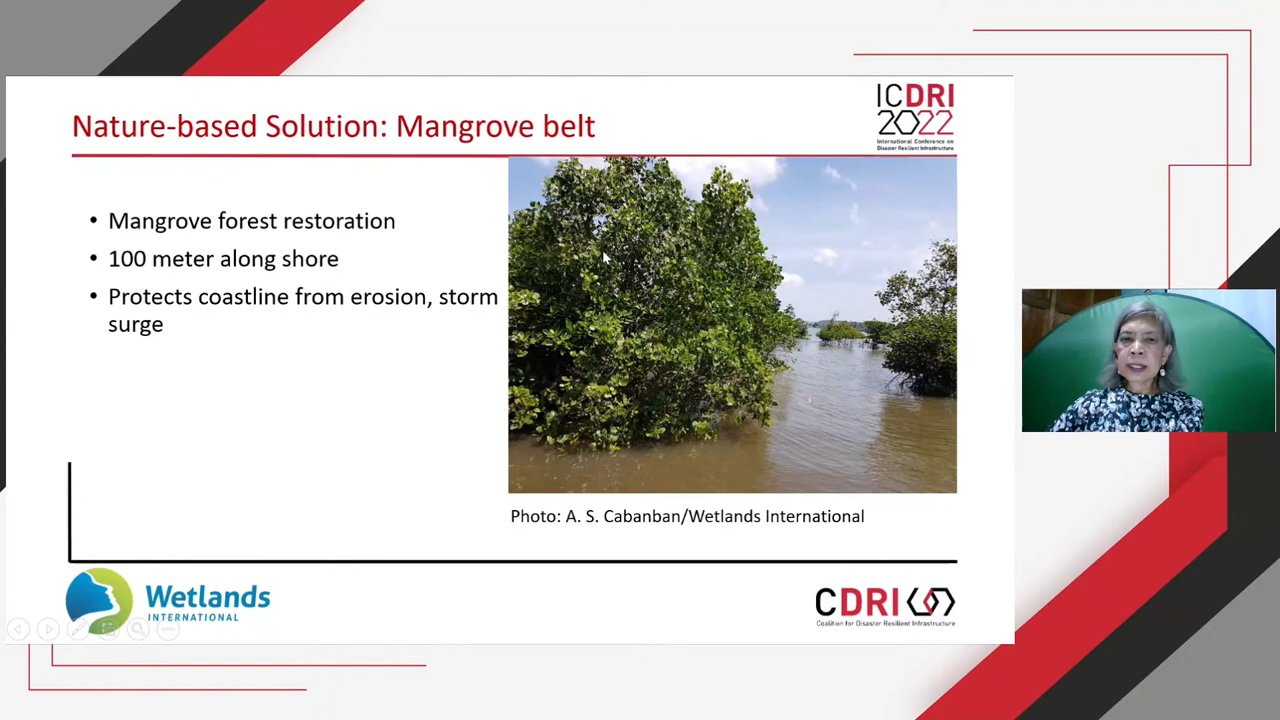 Nature-based Solution: Mangrove belt
ICDRI
2022
International Conference on
Disaster Resilient Infrastructure
• Mangrove forest restoration
• 100 meter along shore
• Protects coastline from erosion, storm
surge
Photo: A. S. Cabanban/Wetlands International
Wetlands
INTERNATIONAL
CDRI
Coalition for Disaster Resilient Infrastructure